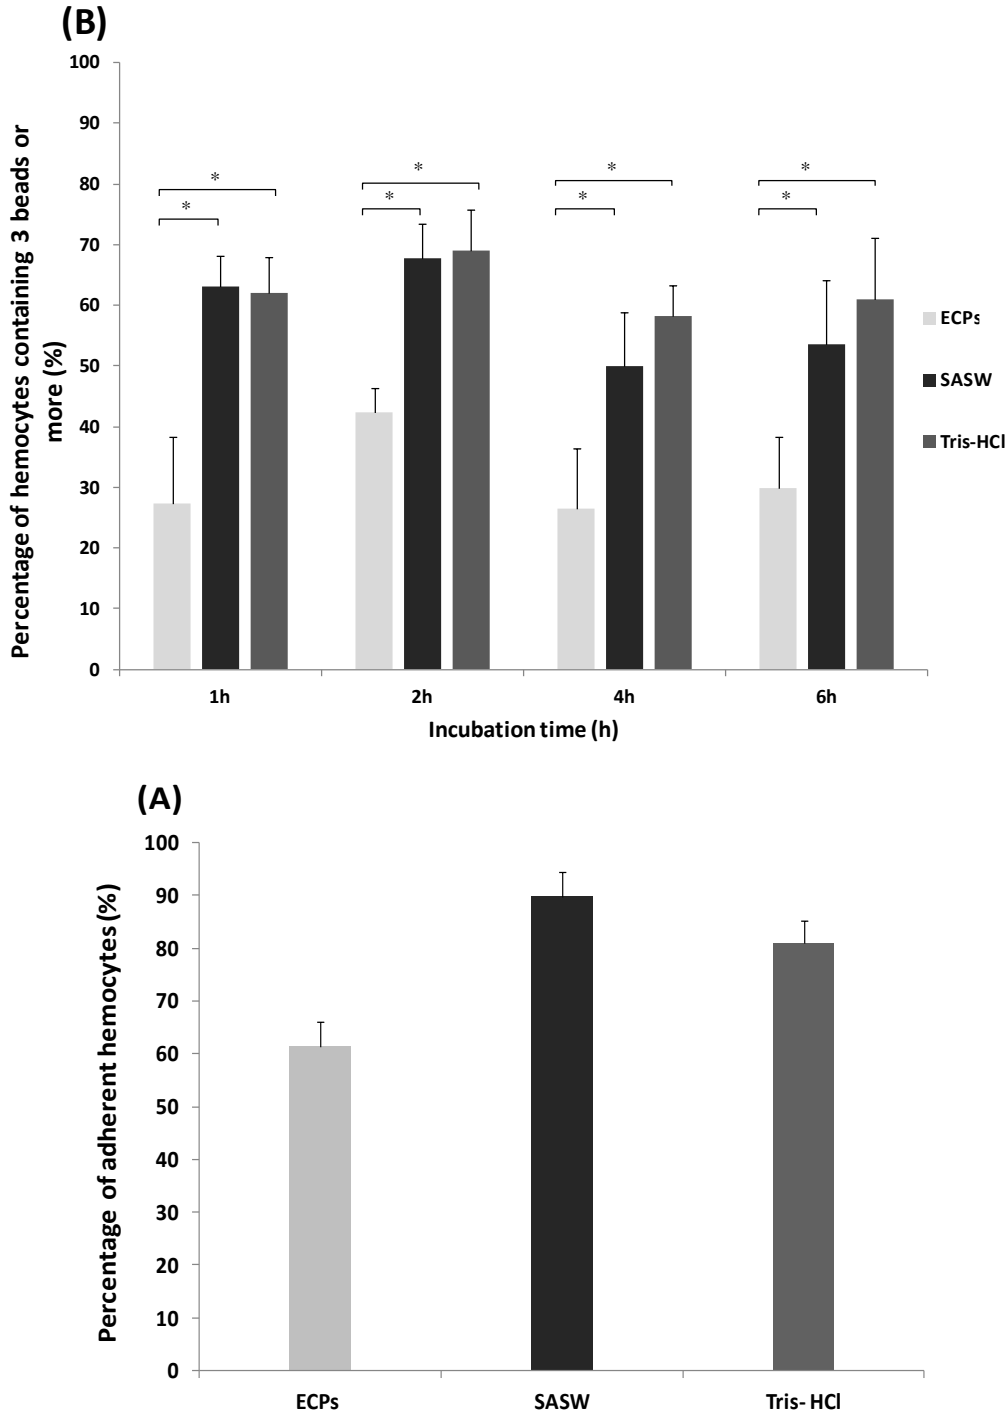 (B)
Percentage of hemocytes containing 3 beads or
more (%)
100
90
80
70
60
50
40
30
20
10
0
*
*
*
*
*
*
*
*
ECPs
SASW
Tris-HCl
1h
2h
4h
6h
Incubation time (h)
(A)
Percentage of adherent hemocytes (%)
100
90
80
70
60
50
40
30
20
10
0
ECPs
SASW
Tris- HCl